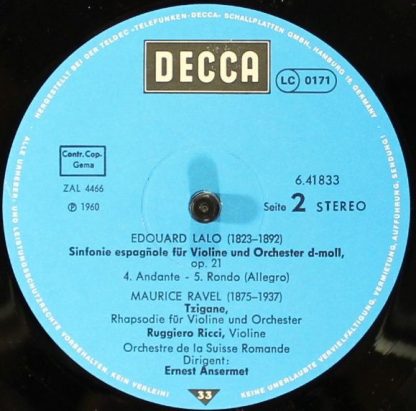 HERGESTELLT BEI DER TELDEC »TELEFUNKEN-DECCA« SCHALLPLATTEN GMBH, HAMBURG 19, GERMANY
DECCA
LC 0171
Contr. Cop.
Gema
ZAL 4466
Ⓟ 1960
6.41833
Seite 2 STEREO
EDOUARD LALO (1823-1892)
Sinfonie espagnole für Violine und Orchester d-moll,
op. 21
4. Andante - 5. Rondo (Allegro)
MAURICE RAVEL (1875-1937)
Tzigane,
Rhapsodie für Violine und Orchester
Ruggiero Ricci, Violine
Orchestre de la Suisse Romande
Dirigent:
Ernest Ansermet
33
ALLE URHEBER- UND LEISTUNGSSCHUTZRECHTE VORBEHALTEN. KEIN VERLEIH!
KEINE UNERLAUBTE VERVIELFÄLTIGUNG, VERMIETUNG, AUFFÜHRUNG, SENDUNG!